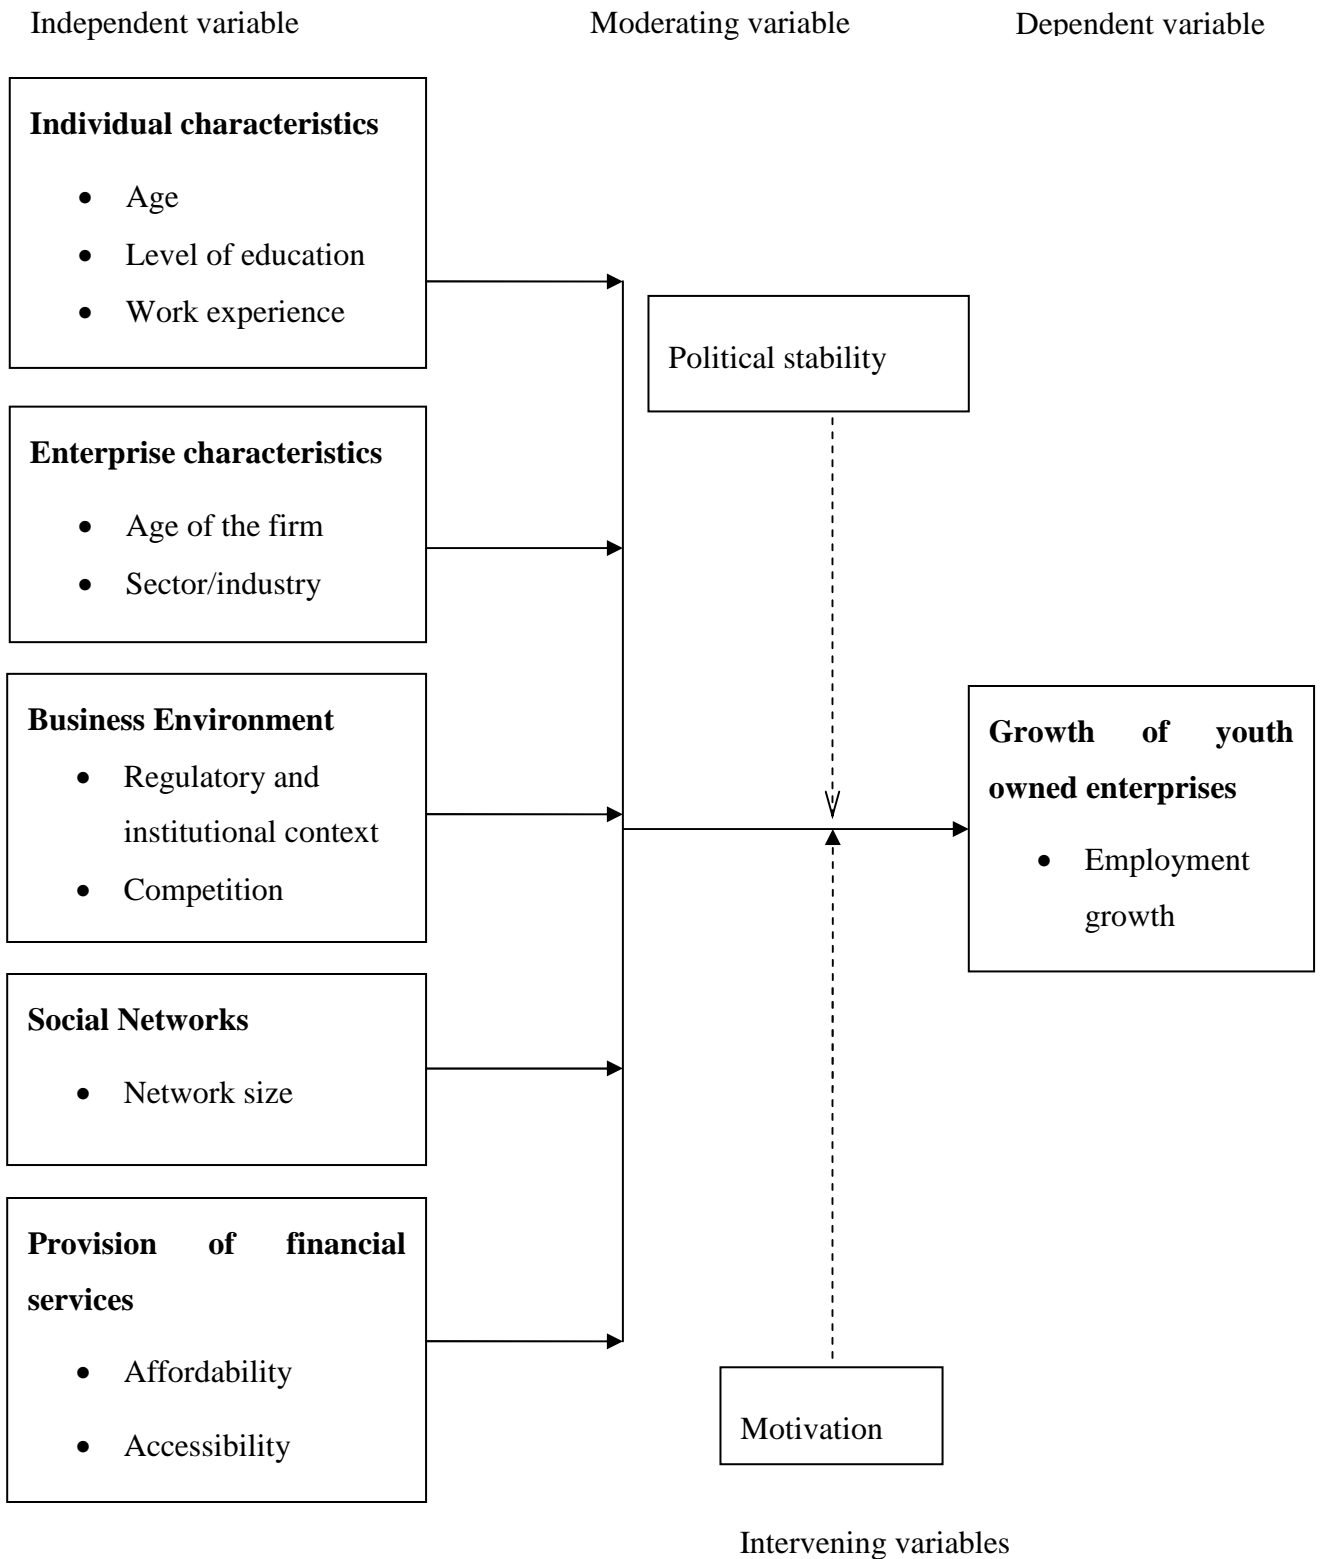 Independent variable
Moderating variable
Dependent variable
Individual characteristics
• Age
• Level of education
• Work experience
Enterprise characteristics
• Age of the firm
• Sector/industry
Business Environment
• Regulatory and
institutional context
• Competition
Social Networks
• Network size
Provision of financial
services
• Affordability
• Accessibility
Political stability
Motivation
Intervening variables
Growth of youth
owned enterprises
• Employment
growth